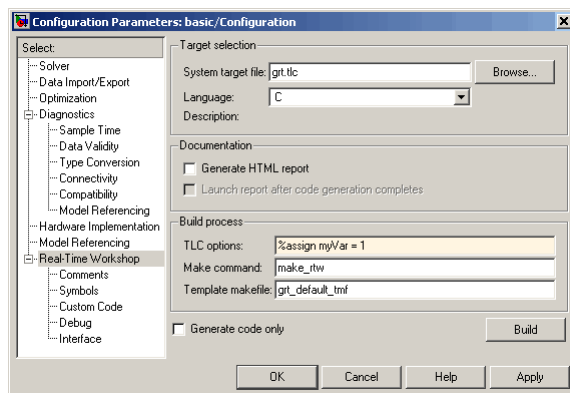 Configuration Parameters: basic/Configuration
Select:
Solver
Data Import/Export
Optimization
Diagnostics
Sample Time
Data Validity
Type Conversion
Connectivity
Compatibility
Model Referencing
Hardware Implementation
Model Referencing
Real-Time Workshop
Comments
Symbols
Custom Code
Debug
Interface
Target selection
System target file: grt.tlc Browse...
Language: C
Description:
Documentation
Generate HTML report
Launch report after code generation completes
Build process
TLC options: %assign myVar = 1
Make command: make_rtw
Template makefile: grt_default_tmf
Generate code only Build
OK Cancel Help Apply